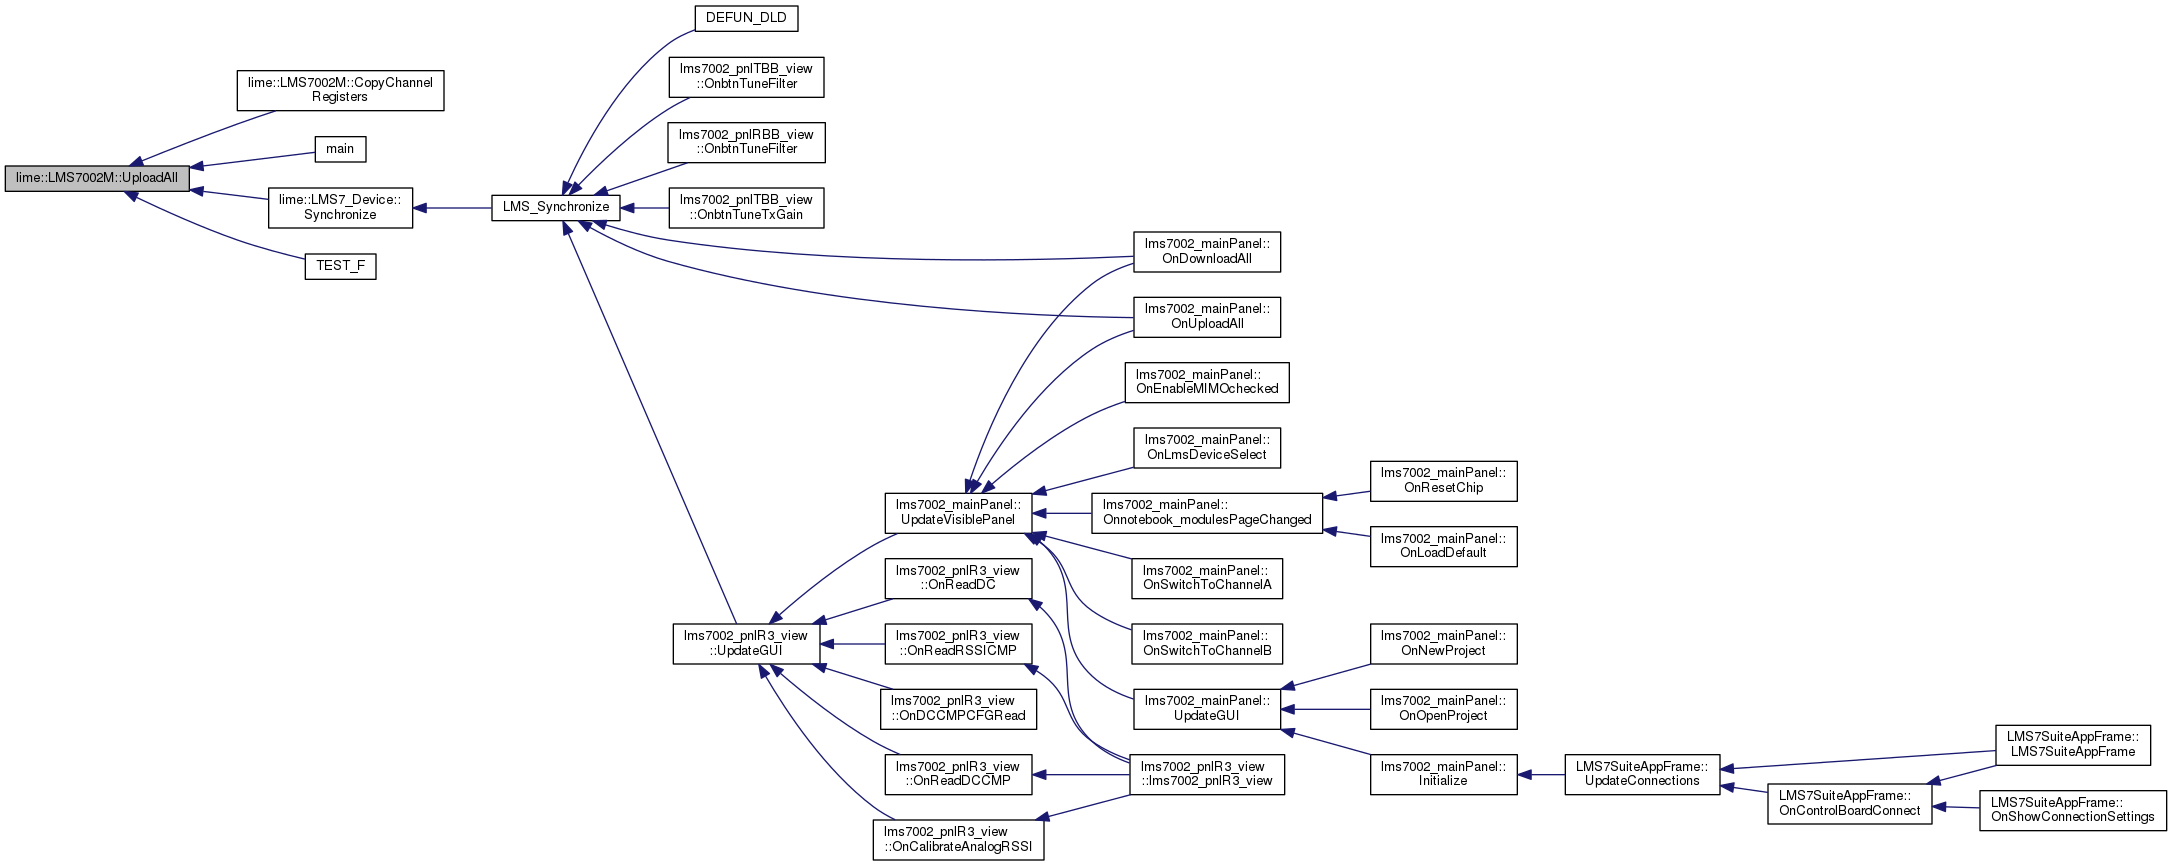 DEFUN_DLD
lms7002_pnlTBB_view
::OnbtnTuneFilter
lime::LMS7002M::CopyChannel
Registers
lms7002_pnlRBB_view
::OnbtnTuneFilter
main
lime::LMS7002M::UploadAll
lime::LMS7_Device::
Synchronize
LMS_Synchronize
lms7002_pnlTBB_view
::OnbtnTuneTxGain
TEST_F
lms7002_mainPanel::
OnDownloadAll
lms7002_mainPanel::
OnUploadAll
lms7002_mainPanel::
OnEnableMIMOchecked
lms7002_mainPanel::
OnLmsDeviceSelect
lms7002_mainPanel::
OnResetChip
lms7002_mainPanel::
UpdateVisiblePanel
lms7002_mainPanel::
Onnotebook_modulesPageChanged
lms7002_mainPanel::
OnLoadDefault
lms7002_pnlR3_view
::OnReadDC
lms7002_mainPanel::
OnSwitchToChannelA
lms7002_pnlR3_view
::UpdateGUI
lms7002_pnlR3_view
::OnReadRSSICMP
lms7002_mainPanel::
OnSwitchToChannelB
lms7002_mainPanel::
OnNewProject
lms7002_pnlR3_view
::OnDCCMPCFGRead
lms7002_mainPanel::
UpdateGUI
lms7002_mainPanel::
OnOpenProject
lms7002_pnlR3_view
::OnReadDCCMP
lms7002_pnlR3_view
::lms7002_pnlR3_view
lms7002_mainPanel::
Initialize
LMS7SuiteAppFrame::
UpdateConnections
LMS7SuiteAppFrame::
LMS7SuiteAppFrame
LMS7SuiteAppFrame::
OnControlBoardConnect
LMS7SuiteAppFrame::
OnShowConnectionSettings
lms7002_pnlR3_view
::OnCalibrateAnalogRSSI